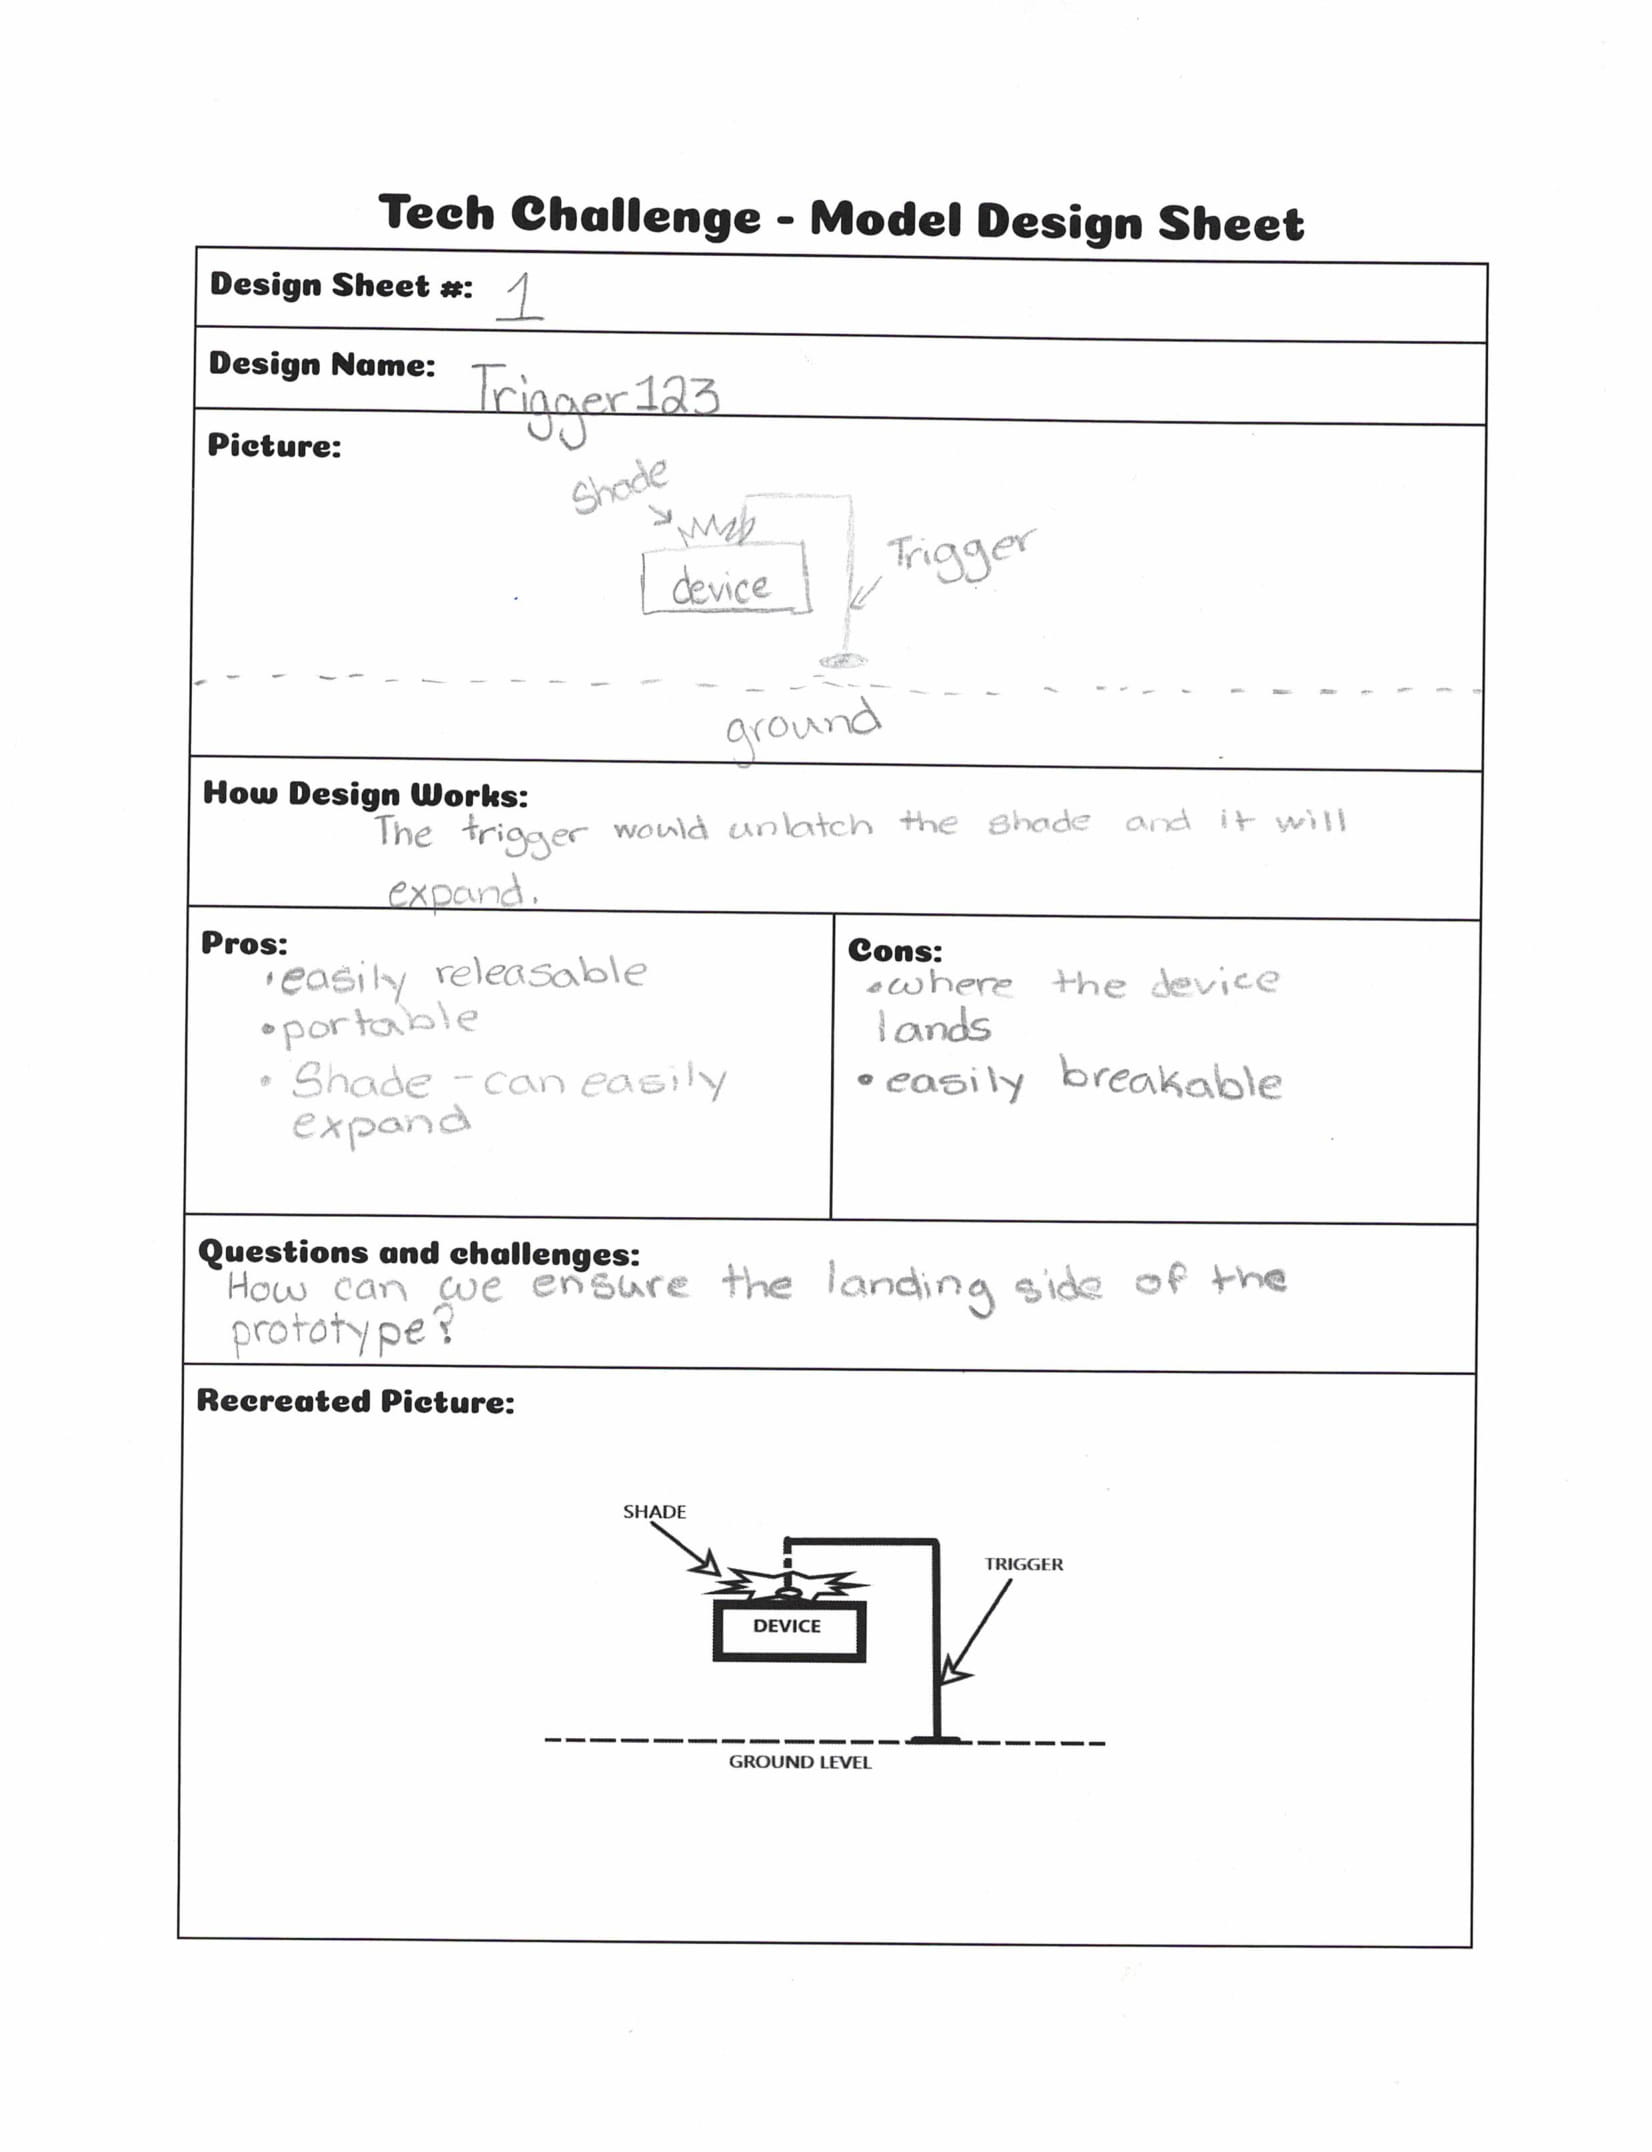 Tech Challenge - Model Design Sheet
Design Sheet #: 1
Design Name: Trigger123
Picture:
Shade
Trigger
device
ground
How Design Works:
The trigger would unlatch the shade and it will
expand.
Pros:
• easily releasable
• portable
• Shade - can easily
expand
Cons:
• where the device
lands
• easily breakable
Questions and challenges:
How can we ensure the landing side of the
prototype?
Recreated Picture:
SHADE
TRIGGER
DEVICE
GROUND LEVEL